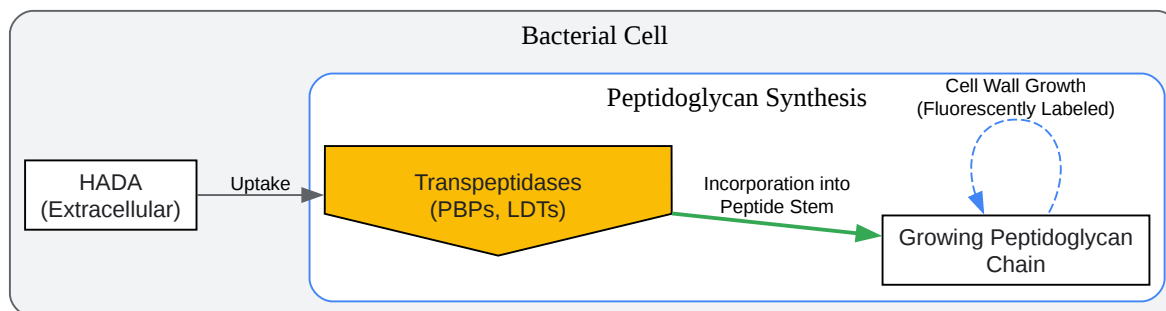 Bacterial Cell
Peptidoglycan Synthesis
Cell Wall Growth
(Fluorescently Labeled)
HADA
(Extracellular)
Uptake
Transpeptidases
(PBPs, LDTs)
Incorporation into
Peptide Stem
Growing Peptidoglycan
Chain